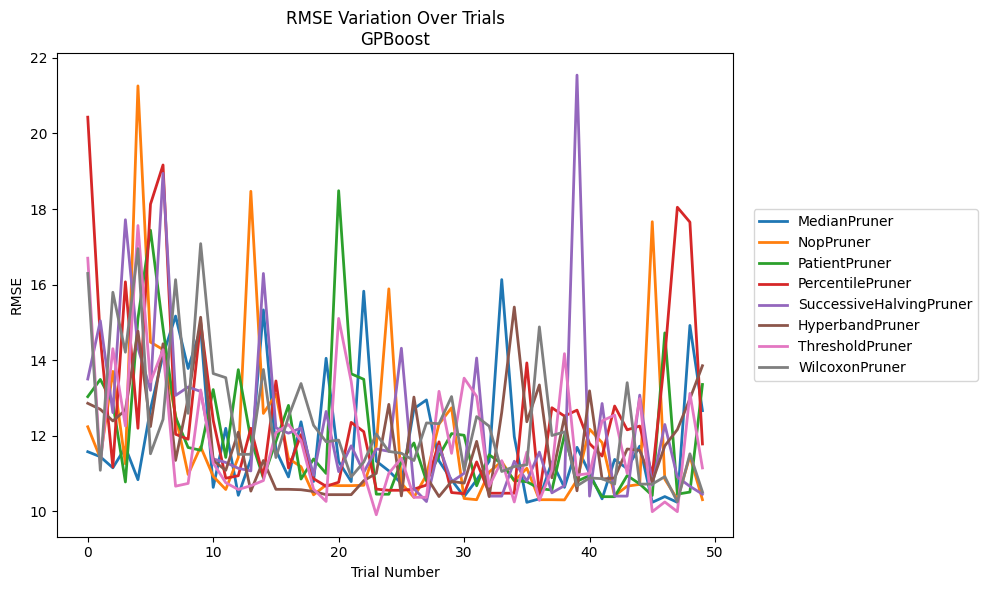 RMSE Variation Over Trials
GPBoost
22
20
18
16
14
12
10
RMSE
0
10
20
30
40
50
Trial Number
MedianPruner
NopPruner
PatientPruner
PercentilePruner
SuccessiveHalvingPruner
HyperbandPruner
ThresholdPruner
WilcoxonPruner